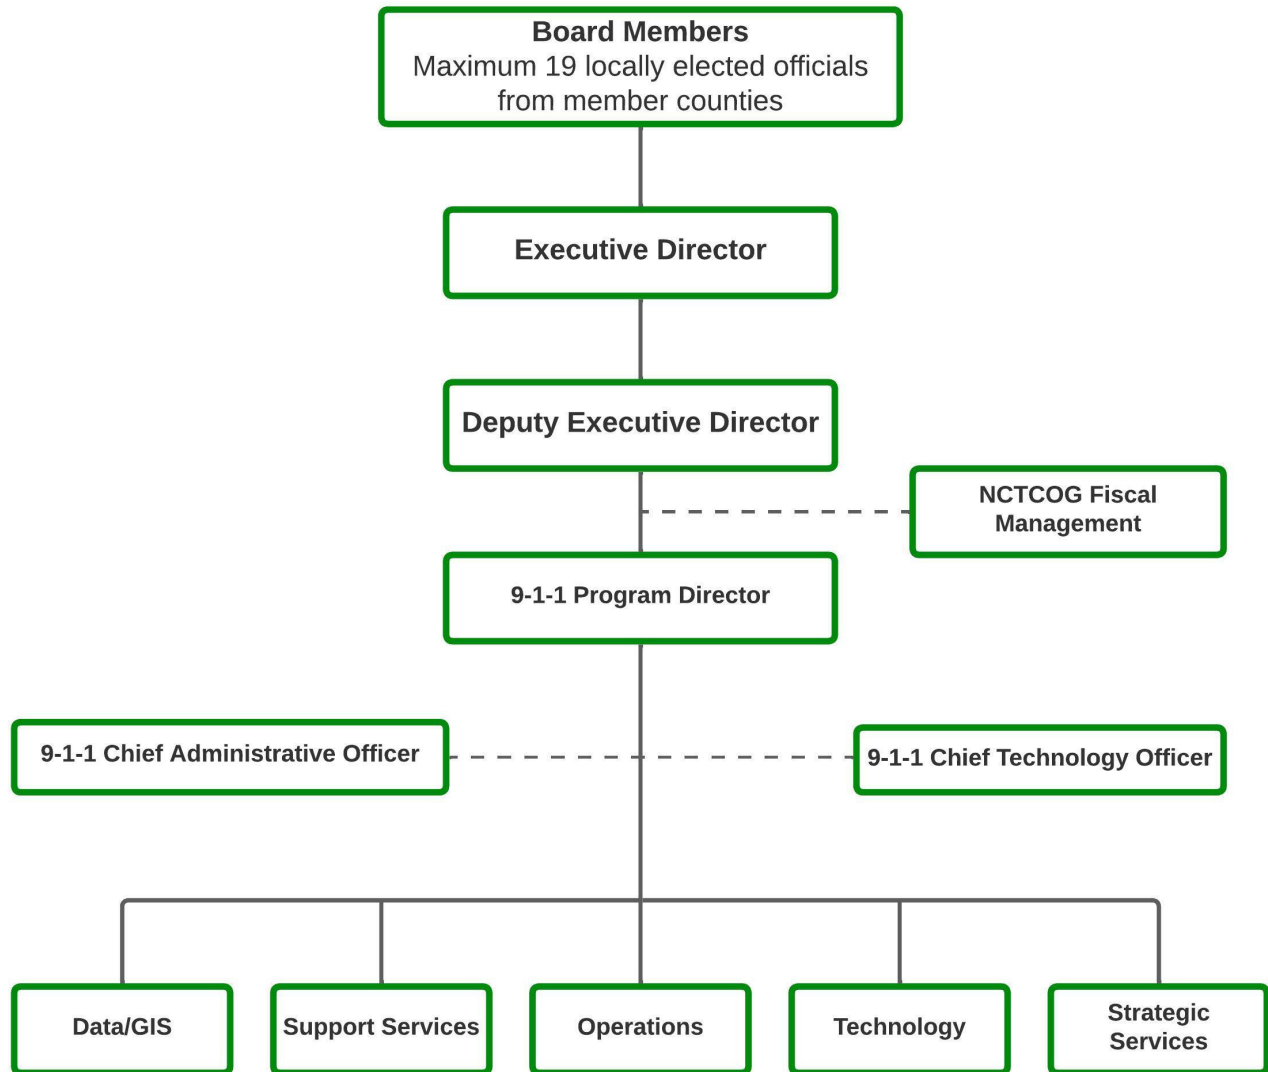 Board Members
Maximum 19 locally elected officials
from member counties
Executive Director
Deputy Executive Director
NCTCOG Fiscal
Management
9-1-1 Program Director
9-1-1 Chief Administrative Officer
9-1-1 Chief Technology Officer
Data/GIS
Support Services
Operations
Technology
Strategic
Services